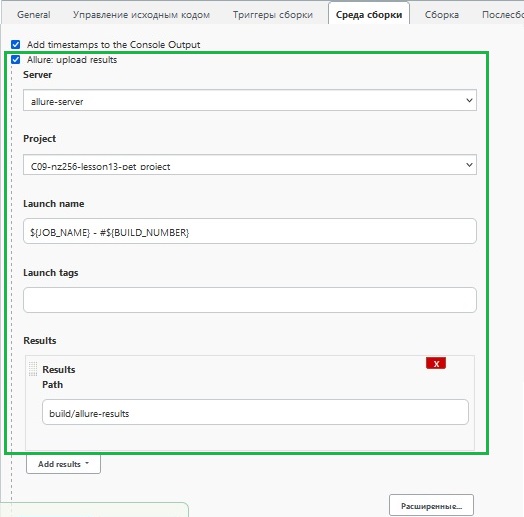 General Управление исходным кодом Триггеры сборки Среда сборки Сборка Послесбо
Add timestamps to the Console Output
Allure: upload results
Server
allure-server
Project
C09-nz256-lesson13-pet_project
Launch name
${JOB_NAME} - #${BUILD_NUMBER}
Launch tags
Results
X
Results
Path
build/allure-results
Add results
Расширенные...